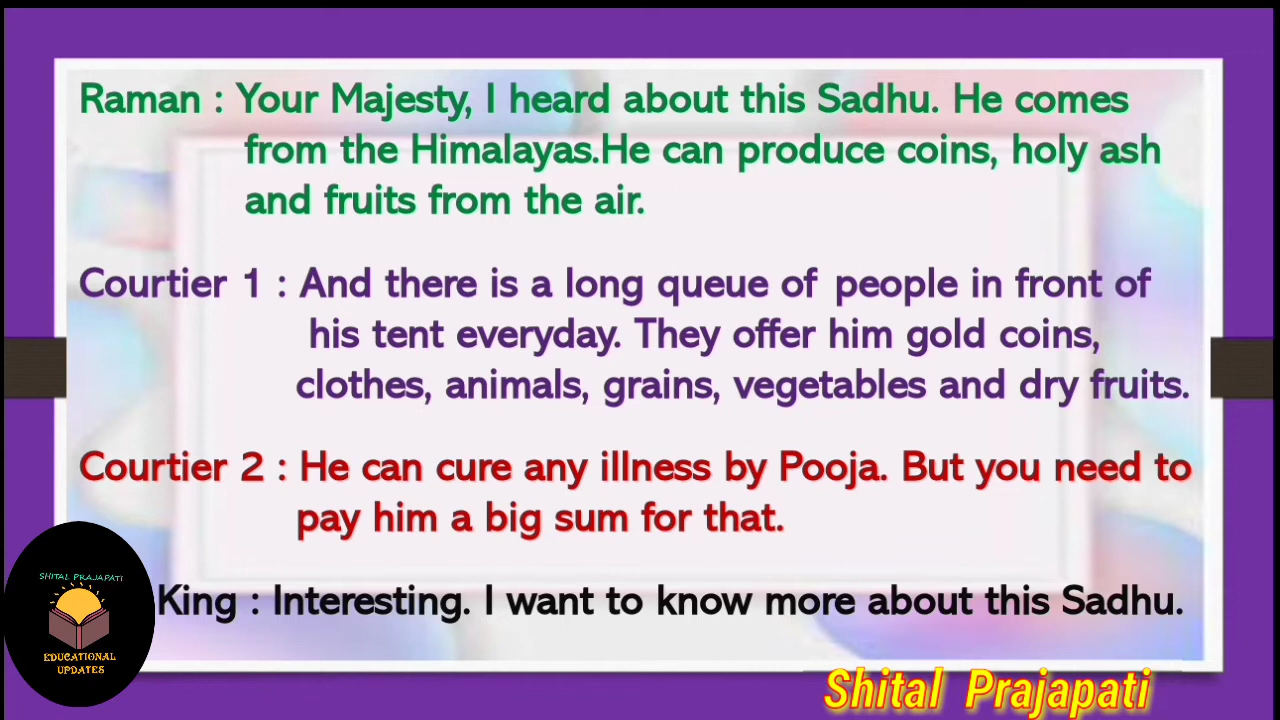 Raman : Your Majesty, I heard about this Sadhu. He comes
from the Himalayas.He can produce coins, holy ash
and fruits from the air.
Courtier 1 : And there is a long queue of people in front of
his tent everyday. They offer him gold coins,
clothes, animals, grains, vegetables and dry fruits.
Courtier 2 : He can cure any illness by Pooja. But you need to
pay him a big sum for that.
King : Interesting. I want to know more about this Sadhu.
SHITAL PRAJAPATI
EDUCATIONAL
UPDATES
Shital Prajapati